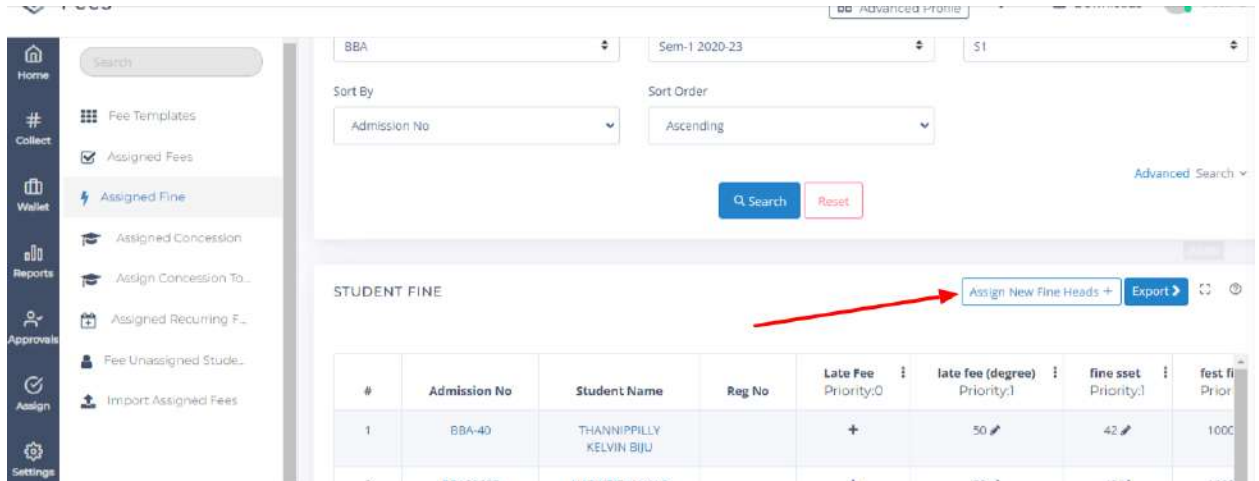 Fees
Advanced Profile
Home
Collect
Wallet
Reports
Approvals
Assign
Settings
Search
Fee Templates
Assigned Fees
Assigned Fine
Assigned Concession
Assign Concession To...
Assigned Recurring F...
Fee Unassigned Stude...
Import Assigned Fees
BBA Sem-1 2020-23 S1
Sort By Sort Order
Admission No Ascending
Advanced Search
Search Reset
STUDENT FINE Assign New Fine Heads + Export
# Admission No Student Name Reg No Late Fee late fee (degree) fine sset fest fi
Priority:0 Priority:1 Priority:1 Prior
1 BBA-40 THANNIPPILLY + 50 42 1000
KELVIN BIJU